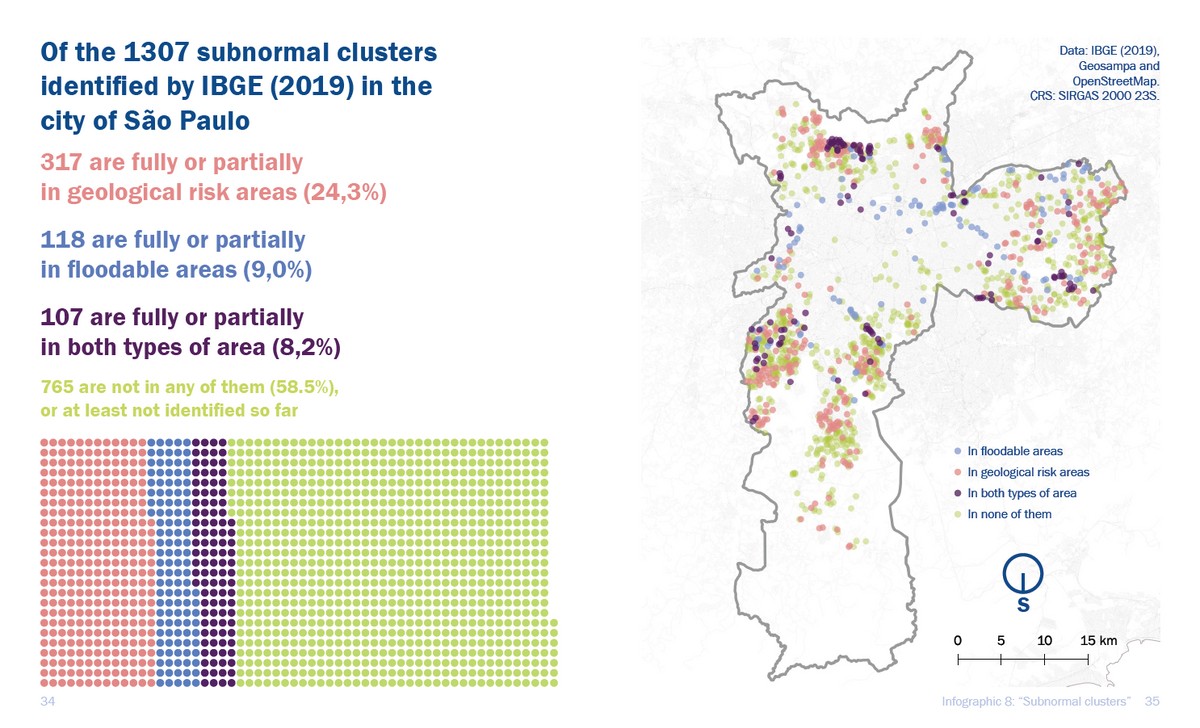 Of the 1307 subnormal clusters
identified by IBGE (2019) in the
city of São Paulo
317 are fully or partially
in geological risk areas (24,3%)
118 are fully or partially
in floodable areas (9,0%)
107 are fully or partially
in both types of area (8,2%)
765 are not in any of them (58.5%),
or at least not identified so far
34
Data: IBGE (2019),
Geosampa and
OpenStreetMap.
CRS: SIRGAS 2000 23S.
In floodable areas
In geological risk areas
In both types of area
In none of them
S
0 5 10 15 km
Infographic 8: “Subnormal clusters” 35